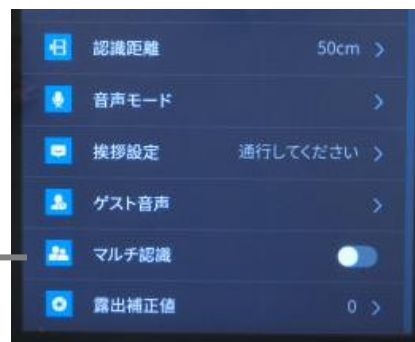 認識距離 50cm >
音声モード >
挨拶設定 通行してください >
ゲスト音声 >
マルチ認識
露出補正値 0 >